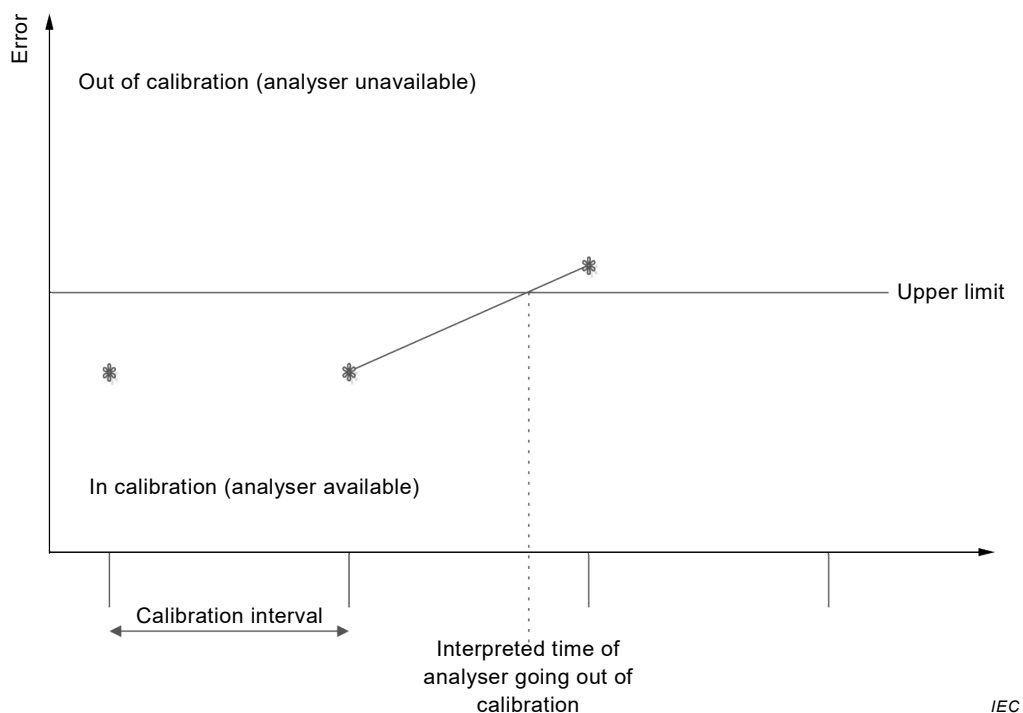 Error
Out of calibration (analyser unavailable)
Upper limit
In calibration (analyser available)
Calibration interval
Interpreted time of
analyser going out of
calibration
IEC